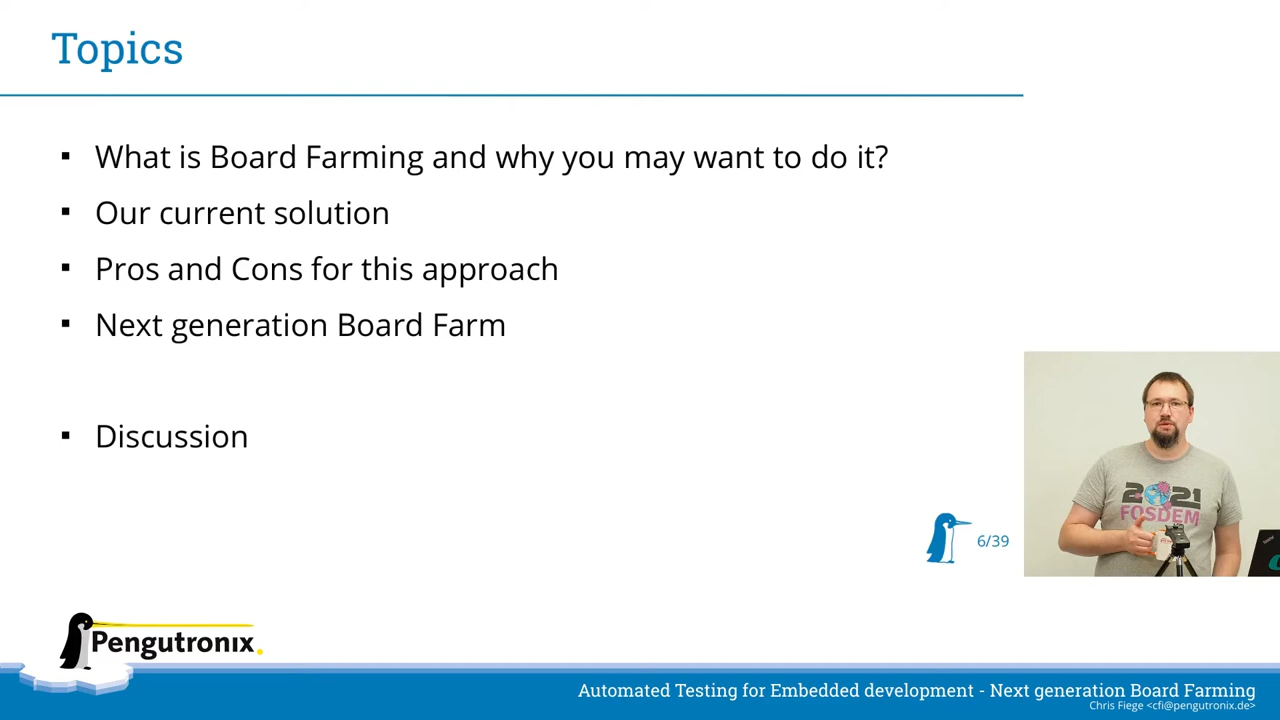 Topics
What is Board Farming and why you may want to do it?
Our current solution
Pros and Cons for this approach
Next generation Board Farm
Discussion
2021
FOSDEM
6/39
Pengutronix
Automated Testing for Embedded development - Next generation Board Farming
Chris Fiege <cfi@pengutronix.de>